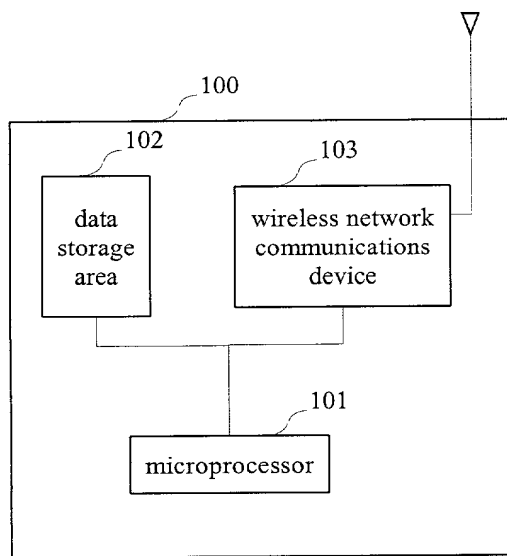 100
102
103
data
storage
area
wireless network
communications
device
101
microprocessor